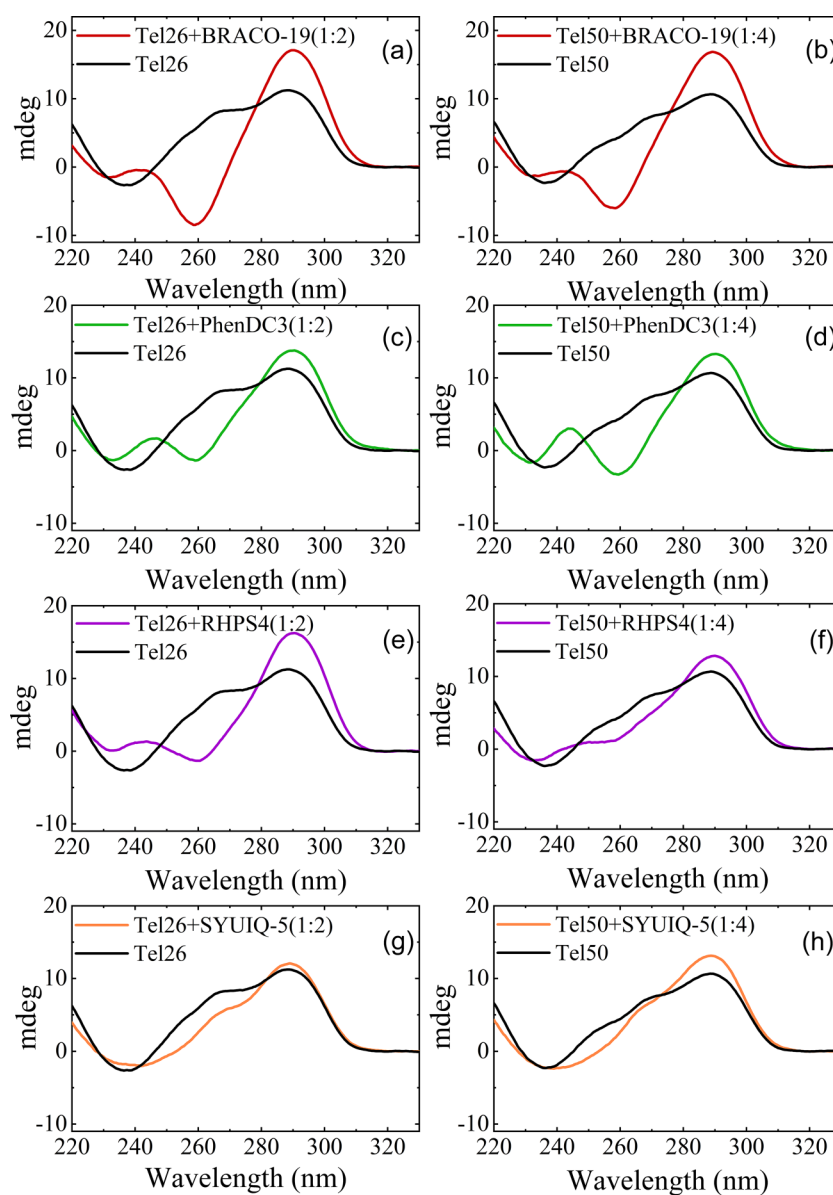 20
10
0
-10
mdeg
Tel26+BRACO-19(1:2)
Tel26
(a)
220 240 260 280 300 320
Wavelength (nm)
20
10
0
-10
mdeg
Tel50+BRACO-19(1:4)
Tel50
(b)
220 240 260 280 300 320
Wavelength (nm)
20
10
0
-10
mdeg
Tel26+PhenDC3(1:2)
Tel26
(c)
220 240 260 280 300 320
Wavelength (nm)
20
10
0
-10
mdeg
Tel50+PhenDC3(1:4)
Tel50
(d)
220 240 260 280 300 320
Wavelength (nm)
20
10
0
-10
mdeg
Tel26+RHPS4(1:2)
Tel26
(e)
220 240 260 280 300 320
Wavelength (nm)
20
10
0
-10
mdeg
Tel50+RHPS4(1:4)
Tel50
(f)
220 240 260 280 300 320
Wavelength (nm)
20
10
0
-10
mdeg
Tel26+SYUIQ-5(1:2)
Tel26
(g)
220 240 260 280 300 320
Wavelength (nm)
20
10
0
-10
mdeg
Tel50+SYUIQ-5(1:4)
Tel50
(h)
220 240 260 280 300 320
Wavelength (nm)